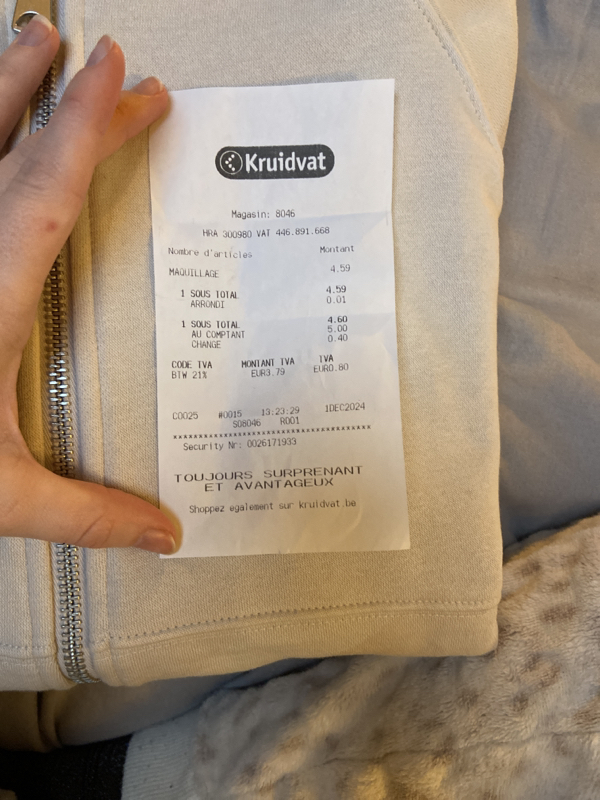 Kruidvat
Magasin: 8046
HRA 300980 VAT 446.891.668
Nombre d'articles Montant
MAQUILLAGE 4.59
1 SOUS TOTAL 4.59
ARRONDI 0.01
1 SOUS TOTAL 4.60
AU COMPTANT 5.00
CHANGE 0.40
CODE TVA MONTANT TVA TVA
BTW 21% EUR3.79 EUR0.80
C0025 #0015 13:23:29 1DEC2024
S08046 R001
****************************************
Security Nr: 0026171933
TOUJOURS SURPRENANT
ET AVANTAGEUX
Shoppez egalement sur kruidvat.be